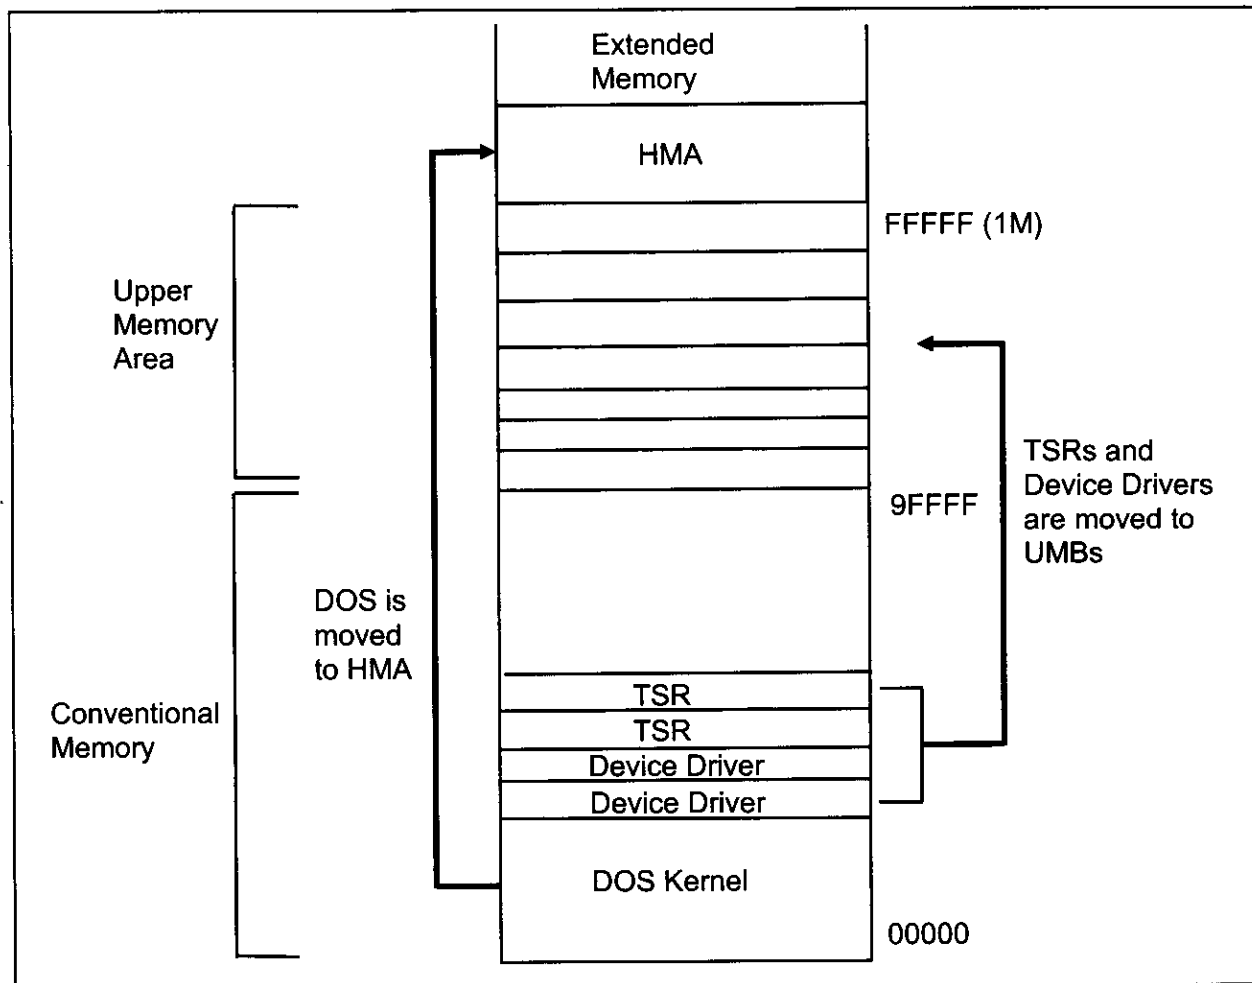 Extended
Memory
HMA
FFFFF (1M)
Upper
Memory
Area
TSRs and
Device Drivers
are moved to
UMBs
9FFFF
DOS is
moved
to HMA
Conventional
Memory
TSR
TSR
Device Driver
Device Driver
DOS Kernel
00000